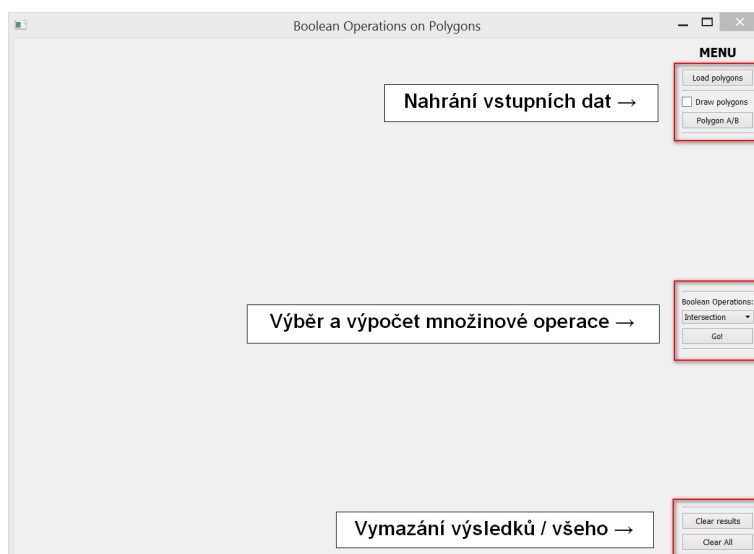 Boolean Operations on Polygons
MENU
Load polygons
Nahrání vstupních dat →
Draw polygons
Polygon A/B
Boolean Operations:
Výběr a výpočet množinové operace →
Intersection
Go!
Vymazání výsledků / všeho →
Clear results
Clear All